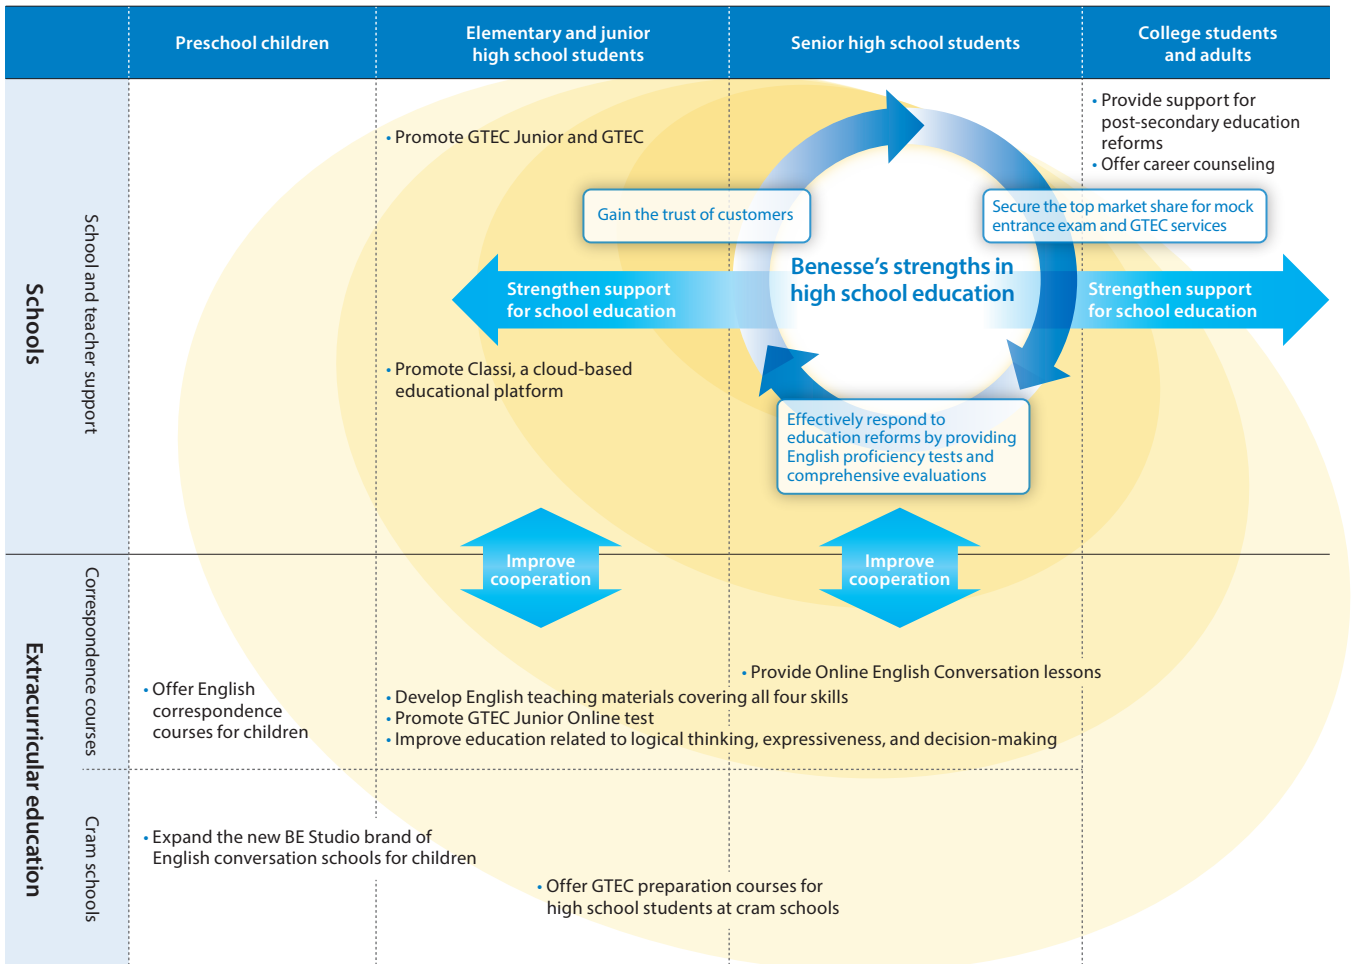 Preschool children
Elementary and junior
high school students
Senior high school students
College students
and adults
Schools
School and teacher support
• Promote GTEC Junior and GTEC
• Provide support for
post-secondary education
reforms
• Offer career counseling
Gain the trust of customers
Secure the top market share for mock
entrance exam and GTEC services
Benesse's strengths in
high school education
Strengthen support
for school education
Strengthen support
for school education
• Promote Classi, a cloud-based
educational platform
Effectively respond to
education reforms by providing
English proficiency tests and
comprehensive evaluations
Improve
cooperation
Improve
cooperation
Extracurricular education
Correspondence courses
• Offer English
correspondence
courses for children
• Provide Online English Conversation lessons
• Develop English teaching materials covering all four skills
• Promote GTEC Junior Online test
• Improve education related to logical thinking, expressiveness, and decision-making
Cram schools
• Expand the new BE Studio brand of
English conversation schools for children
• Offer GTEC preparation courses for
high school students at cram schools